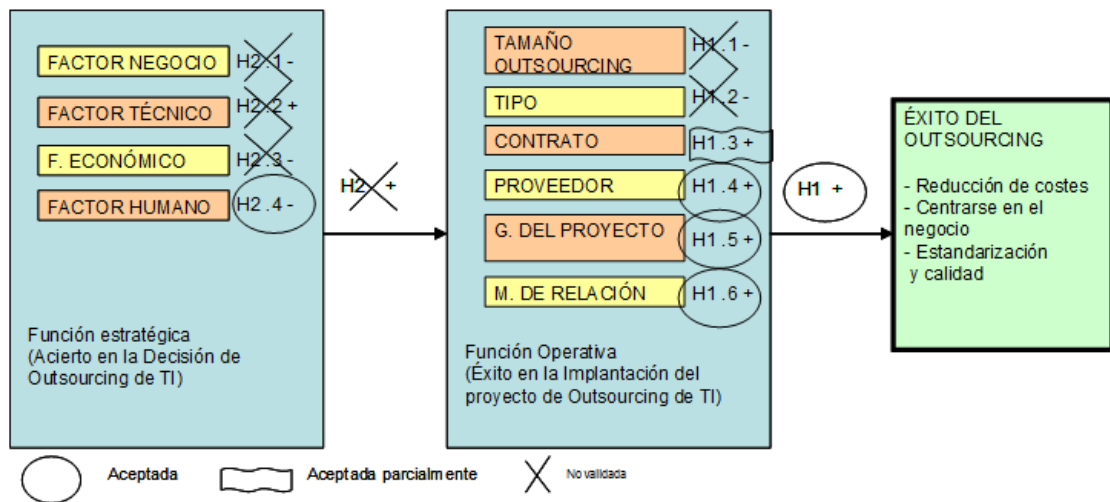 FACTOR NEGOCIO H2.1 -
FACTOR TÉCNICO H2.2 +
F. ECONÓMICO H2.3 -
FACTOR HUMANO H2.4 -
Función estratégica
(Acierto en la Decisión de
Outsourcing de TI)
H2 +
TAMAÑO H1.1 -
OUTSOURCING
TIPO H1.2 -
CONTRATO H1.3 +
PROVEEDOR H1.4 +
G. DEL PROYECTO H1.5 +
M. DE RELACIÓN H1.6 +
Función Operativa
(Éxito en la Implantación del
proyecto de Outsourcing de TI)
H1 +
ÉXITO DEL
OUTSOURCING
- Reducción de costes
- Centrarse en el
negocio
- Estandarización
y calidad
Aceptada
Aceptada parcialmente
No validada